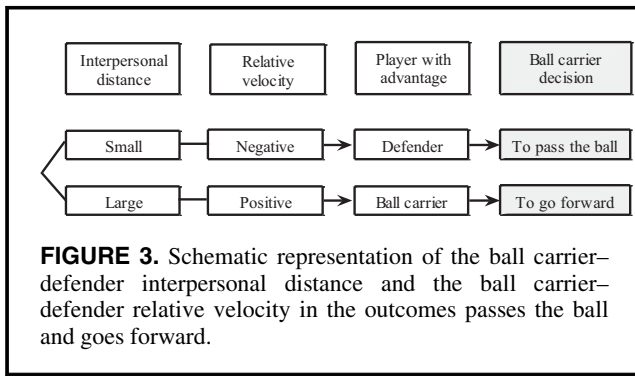 Interpersonal distance
Relative velocity
Player with advantage
Ball carrier decision
Small
Negative
Defender
To pass the ball
Large
Positive
Ball carrier
To go forward
FIGURE 3. Schematic representation of the ball carrier–
defender interpersonal distance and the ball carrier–
defender relative velocity in the outcomes passes the ball
and goes forward.